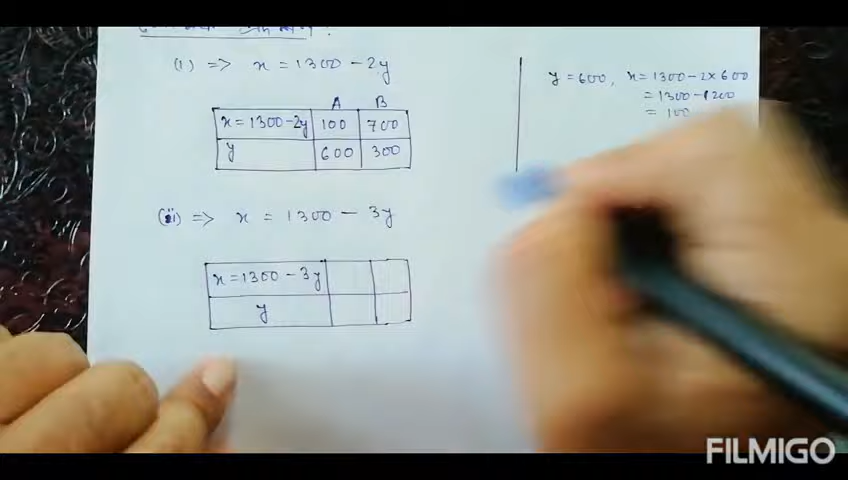 (i) => x = 1300 - 2y
A B
x = 1300-2y 100 700
y 600 300
(ii) => x = 1300 - 3y
x = 1300 - 3y
y
y = 600, x = 1300 - 2 x 600
= 1300 - 1200
= 100
FILMIGO